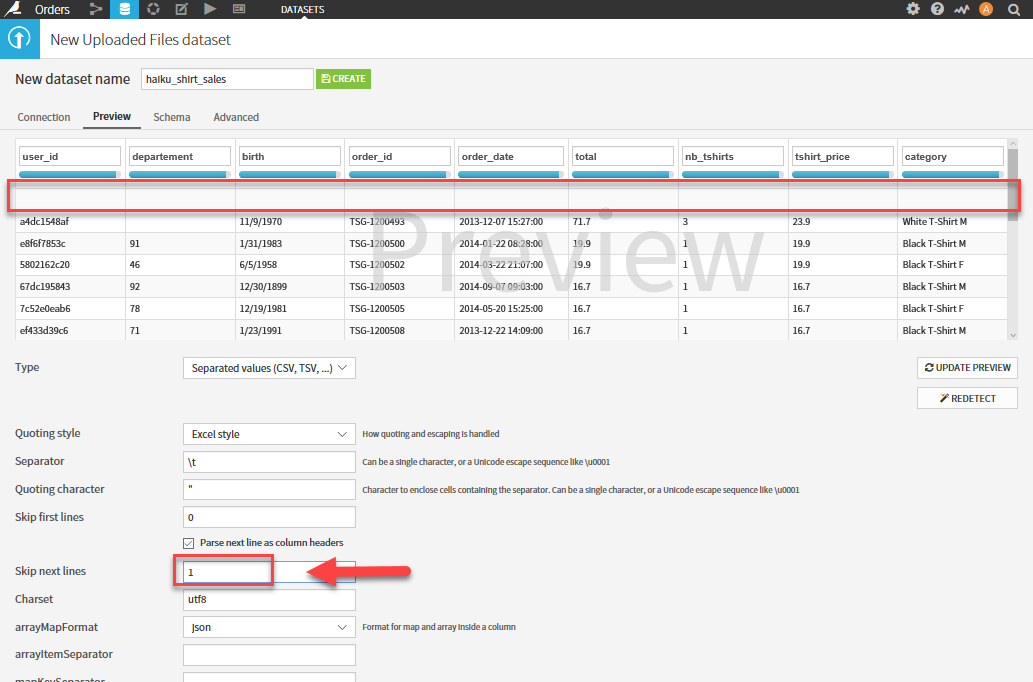 Orders DATASETS A
New Uploaded Files dataset
New dataset name haiku_shirt_sales CREATE
Connection Preview Schema Advanced
user_id departement birth order_id order_date total nb_tshirts tshirt_price category
a4dc1548af 11/9/1970 TSG-1200493 2013-12-07 15:27:00 71.7 3 23.9 White T-Shirt M
e8f6f7853c 91 1/31/1983 TSG-1200500 2014-01-22 08:28:00 19.9 1 19.9 Black T-Shirt M
5802162c20 46 6/5/1958 TSG-1200502 2014-03-22 21:07:00 19.9 1 19.9 Black T-Shirt F
Preview
67dc195843 92 12/30/1899 TSG-1200503 2014-09-07 09:03:00 16.7 1 16.7 Black T-Shirt M
7c52e0eab6 78 12/19/1981 TSG-1200505 2014-05-20 15:25:00 16.7 1 16.7 Black T-Shirt F
ef433d39c6 71 1/23/1991 TSG-1200508 2013-12-22 14:09:00 16.7 1 16.7 Black T-Shirt M
Type Separated values (CSV, TSV, ...) UPDATE PREVIEW
REDETECT
Quoting style Excel style How quoting and escaping is handled
Separator \t Can be a single character, or a Unicode escape sequence like \u0001
Quoting character " Character to enclose cells containing the separator. Can be a single character, or a Unicode escape sequence like \u0001
Skip first lines 0
Parse next line as column headers
Skip next lines 1
Charset utf8
arrayMapFormat Json Format for map and array inside a column
arrayItemSeparator
mapKeySeparator